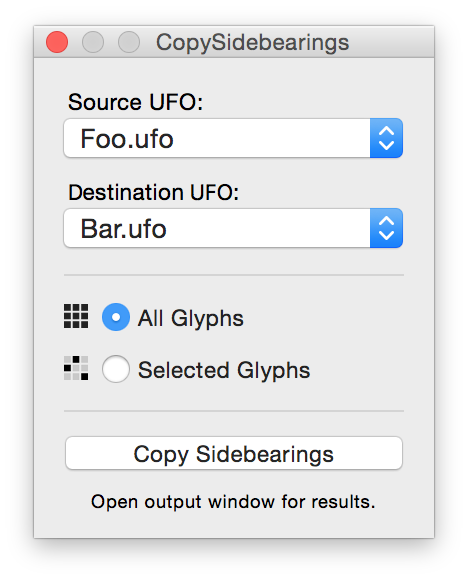 CopySidebearings
Source UFO:
Foo.ufo
Destination UFO:
Bar.ufo
All Glyphs
Selected Glyphs
Copy Sidebearings
Open output window for results.